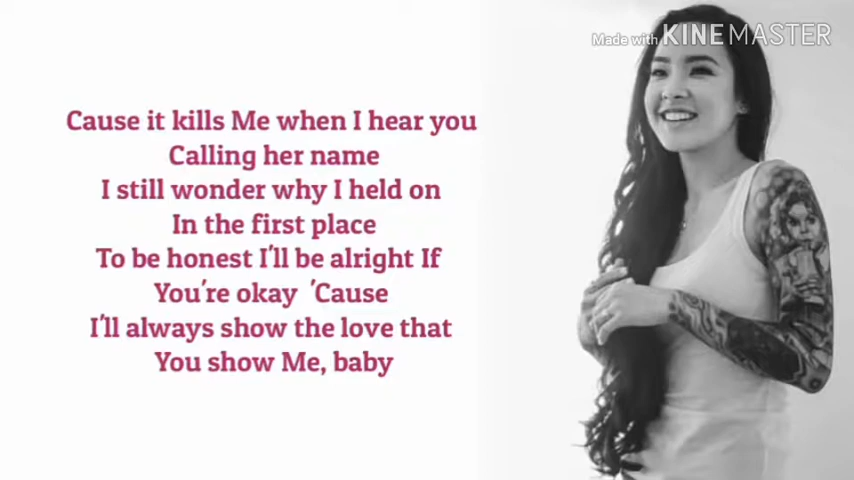 Made with KINEMASTER
Cause it kills Me when I hear you
Calling her name
I still wonder why I held on
In the first place
To be honest I'll be alright If
You're okay 'Cause
I'll always show the love that
You show Me, baby